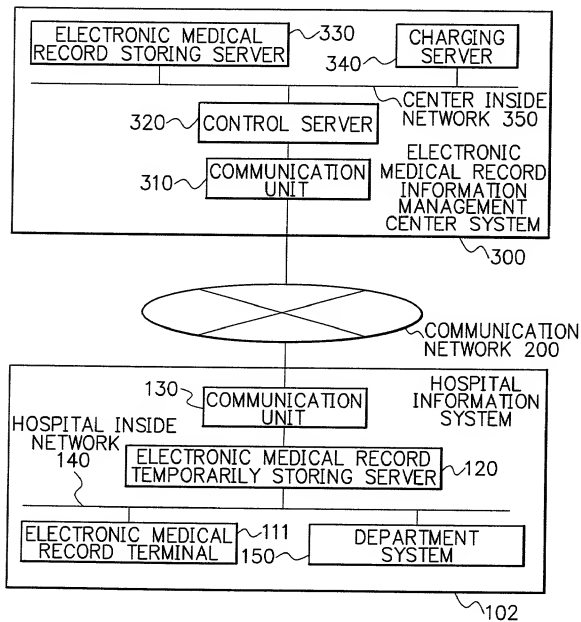 ELECTRONIC MEDICAL
RECORD STORING SERVER
330
340
CHARGING
SERVER
CENTER INSIDE
NETWORK 350
320
CONTROL SERVER
310
COMMUNICATION
UNIT
ELECTRONIC
MEDICAL RECORD
INFORMATION
MANAGEMENT
CENTER SYSTEM
300
COMMUNICATION
NETWORK 200
130
COMMUNICATION
UNIT
HOSPITAL
INFORMATION
SYSTEM
HOSPITAL INSIDE
NETWORK
140
ELECTRONIC MEDICAL RECORD
TEMPORARILY STORING SERVER
120
ELECTRONIC MEDICAL
RECORD TERMINAL
111
150
DEPARTMENT
SYSTEM
102